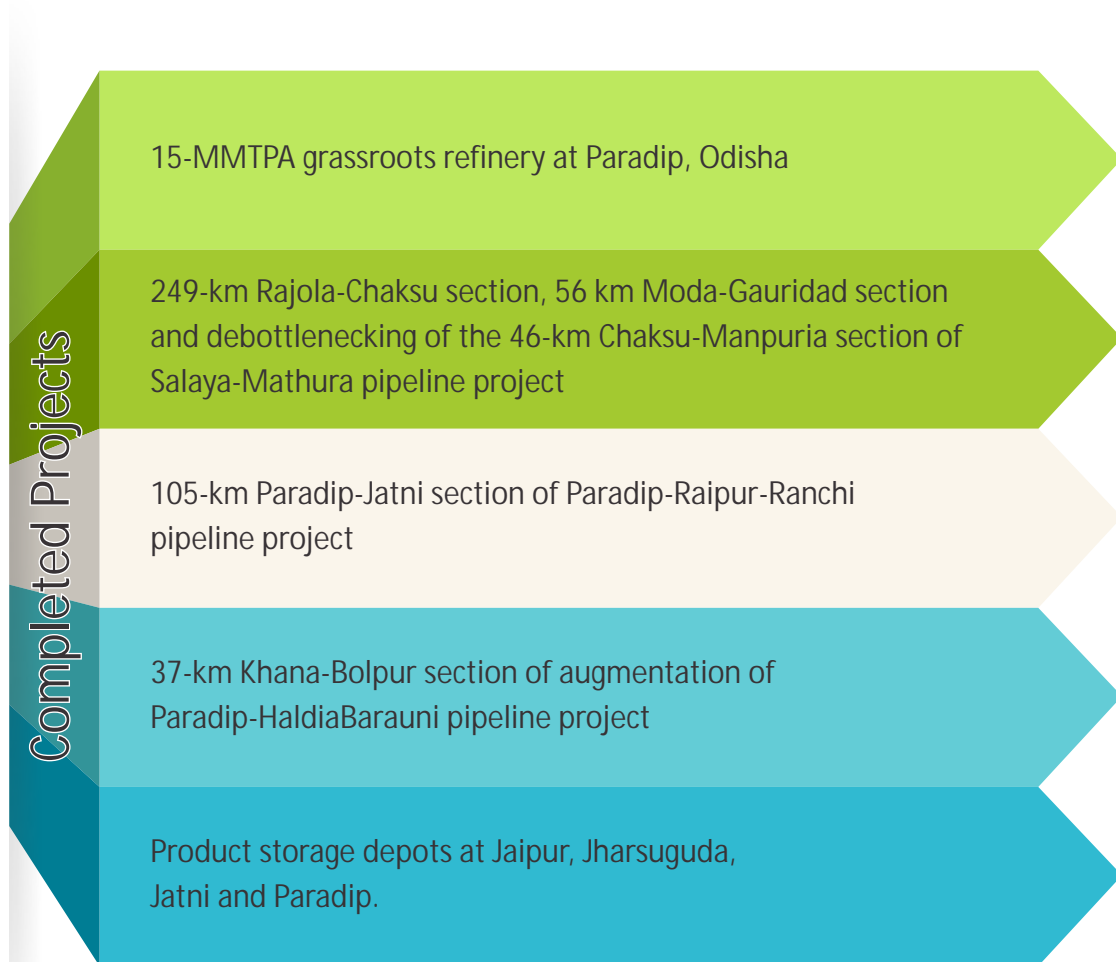 Completed Projects
15-MMTPA grassroots refinery at Paradip, Odisha
249-km Rajola-Chaksu section, 56 km Moda-Gauridad section
and debottlenecking of the 46-km Chaksu-Manpuria section of
Salaya-Mathura pipeline project
105-km Paradip-Jatni section of Paradip-Raipur-Ranchi
pipeline project
37-km Khana-Bolpur section of augmentation of
Paradip-HaldiaBarauni pipeline project
Product storage depots at Jaipur, Jharsuguda,
Jatni and Paradip.